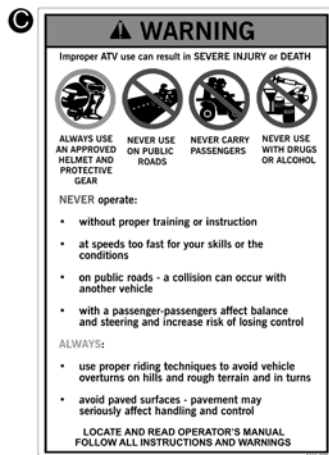 C
WARNING
Improper ATV use can result in SEVERE INJURY or DEATH
ALWAYS USE
AN APPROVED
HELMET AND
PROTECTIVE
GEAR
NEVER USE
ON PUBLIC
ROADS
NEVER CARRY
PASSENGERS
NEVER USE
WITH DRUGS
OR ALCOHOL
NEVER operate:
• without proper training or instruction
• at speeds too fast for your skills or the
conditions
• on public roads - a collision can occur with
another vehicle
• with a passenger-passengers affect balance
and steering and increase risk of losing control
ALWAYS:
• use proper riding techniques to avoid vehicle
overturns on hills and rough terrain and in turns
• avoid paved surfaces - pavement may
seriously affect handling and control
LOCATE AND READ OPERATOR'S MANUAL
FOLLOW ALL INSTRUCTIONS AND WARNINGS